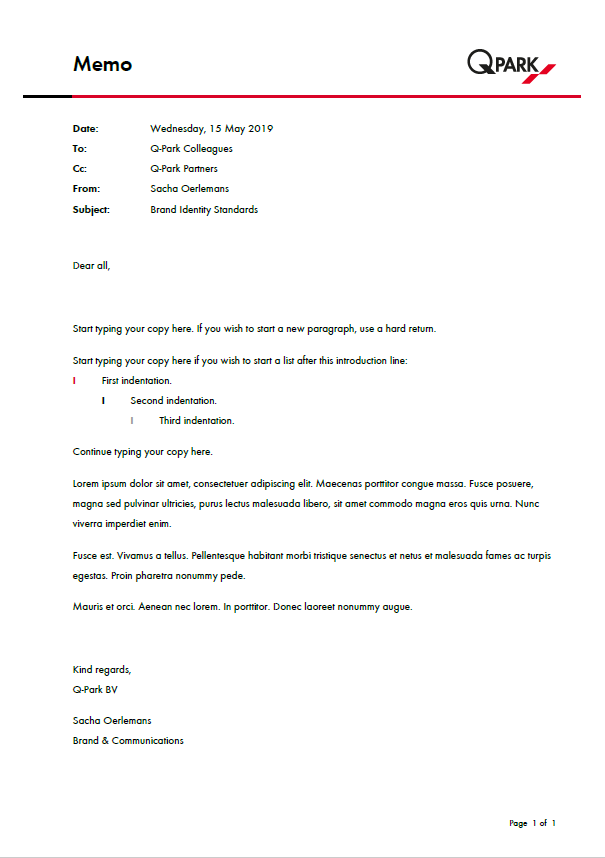 Memo
QPARK
Date: Wednesday, 15 May 2019
To: Q-Park Colleagues
Cc: Q-Park Partners
From: Sacha Oerlemans
Subject: Brand Identity Standards
Dear all,
Start typing your copy here. If you wish to start a new paragraph, use a hard return.
Start typing your copy here if you wish to start a list after this introduction line:
I First indentation.
I Second indentation.
I Third indentation.
Continue typing your copy here.
Lorem ipsum dolor sit amet, consectetuer adipiscing elit. Maecenas porttitor congue massa. Fusce posuere,
magna sed pulvinar ultricies, purus lectus malesuada libero, sit amet commodo magna eros quis urna. Nunc
viverra imperdiet enim.
Fusce est. Vivamus a tellus. Pellentesque habitant morbi tristique senectus et netus et malesuada fames ac turpis
egestas. Proin pharetra nonummy pede.
Mauris et orci. Aenean nec lorem. In porttitor. Donec laoreet nonummy augue.
Kind regards,
Q-Park BV
Sacha Oerlemans
Brand & Communications
Page 1 of 1